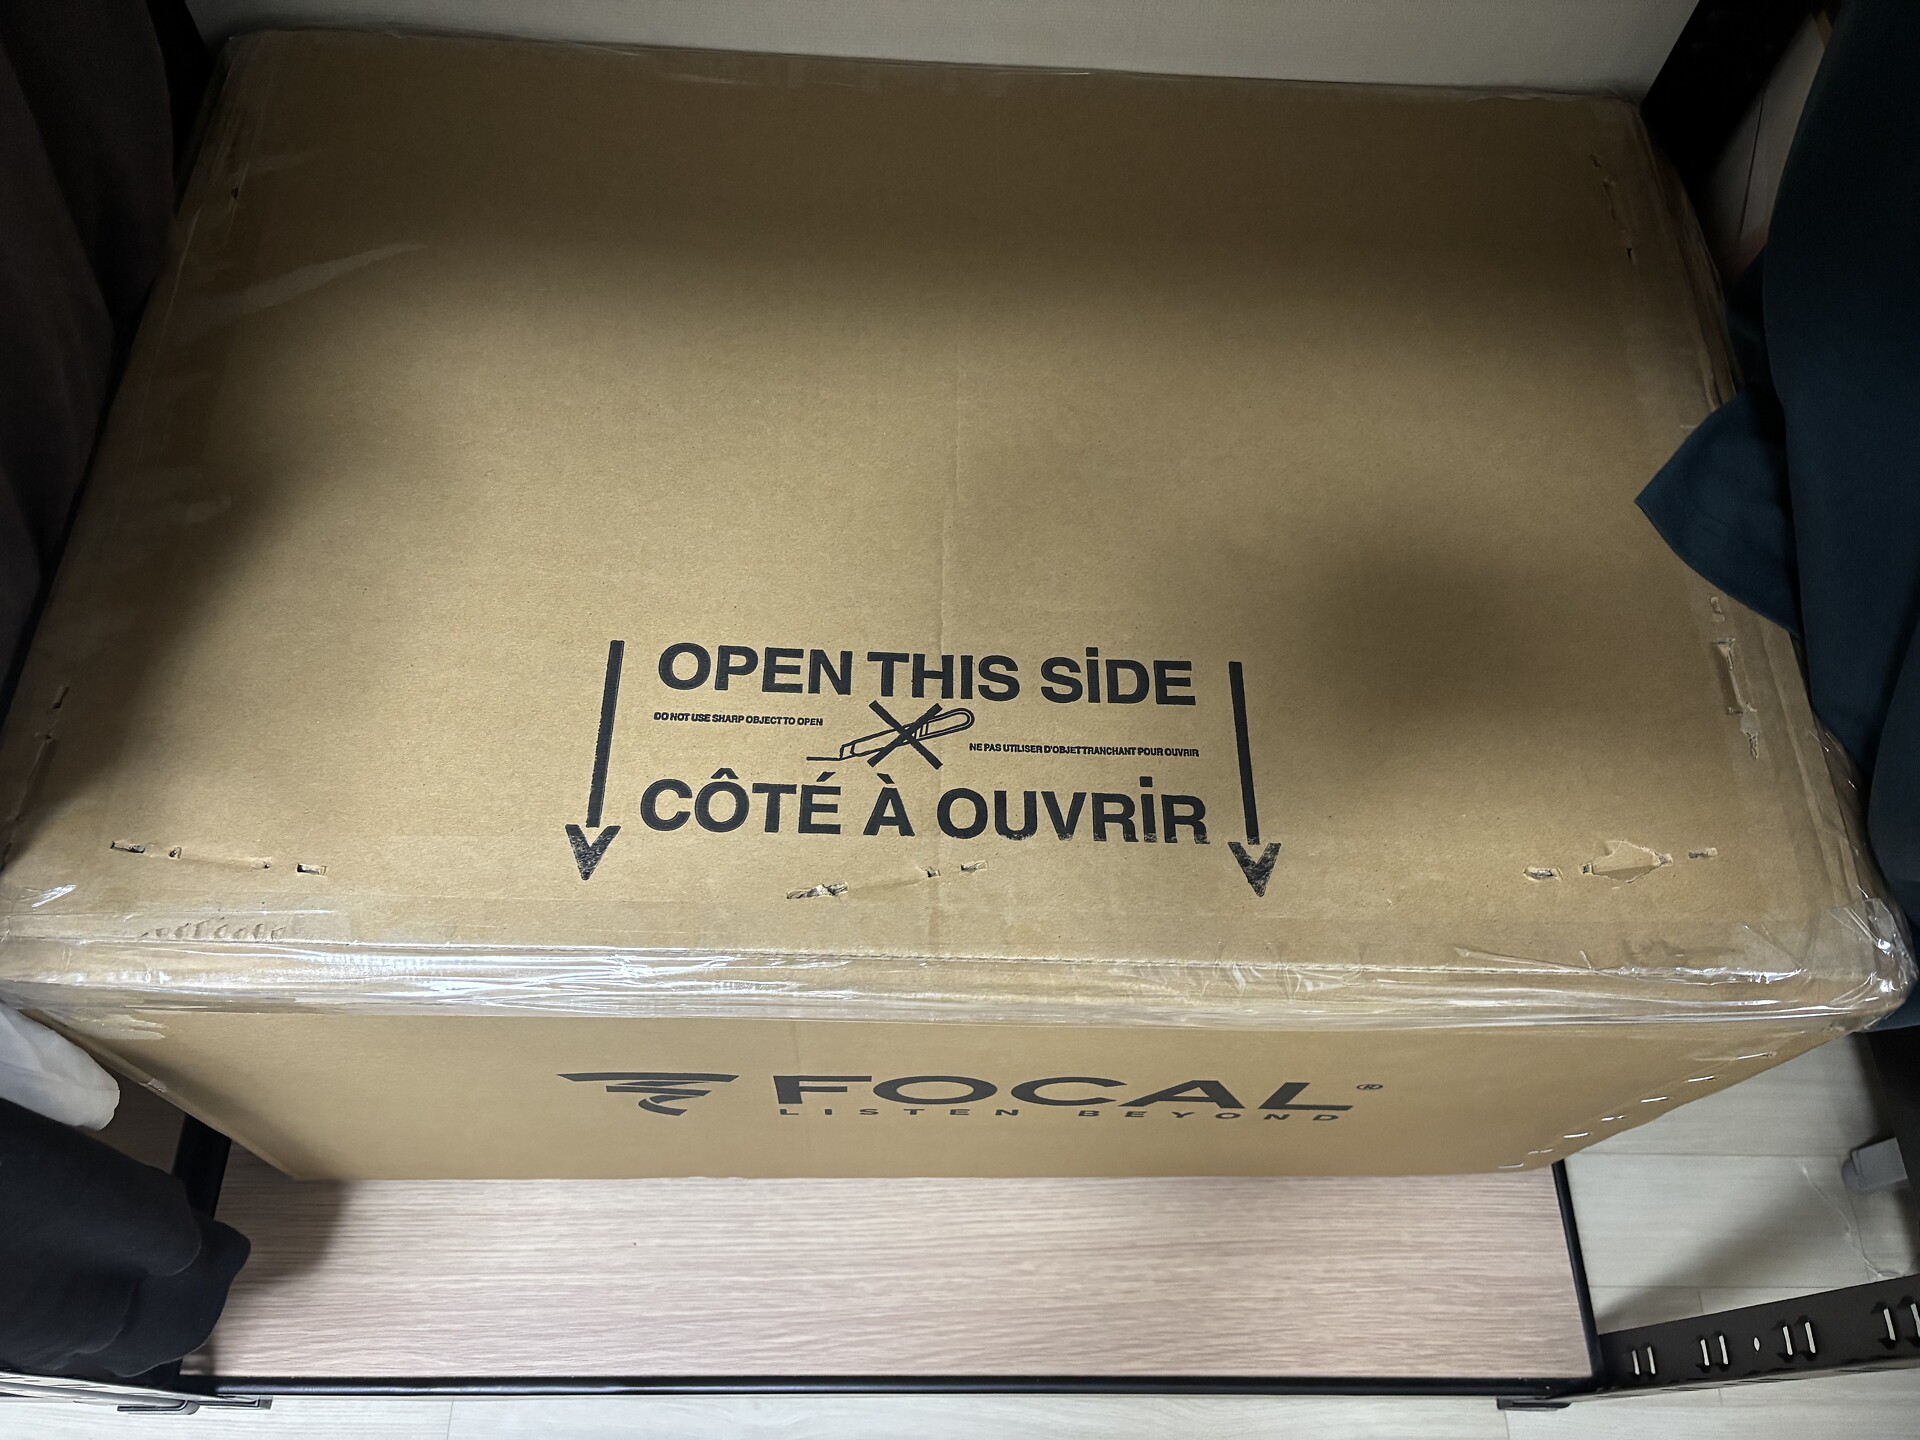 OPEN THIS SİDE
DO NOT USE SHARP OBJECT TO OPEN
NE PAS UTILISER D'OBJET TRANCHANT POUR OUVRIR
CÔTÉ À OUVRİR
FOCAL®
LISTEN BEYOND